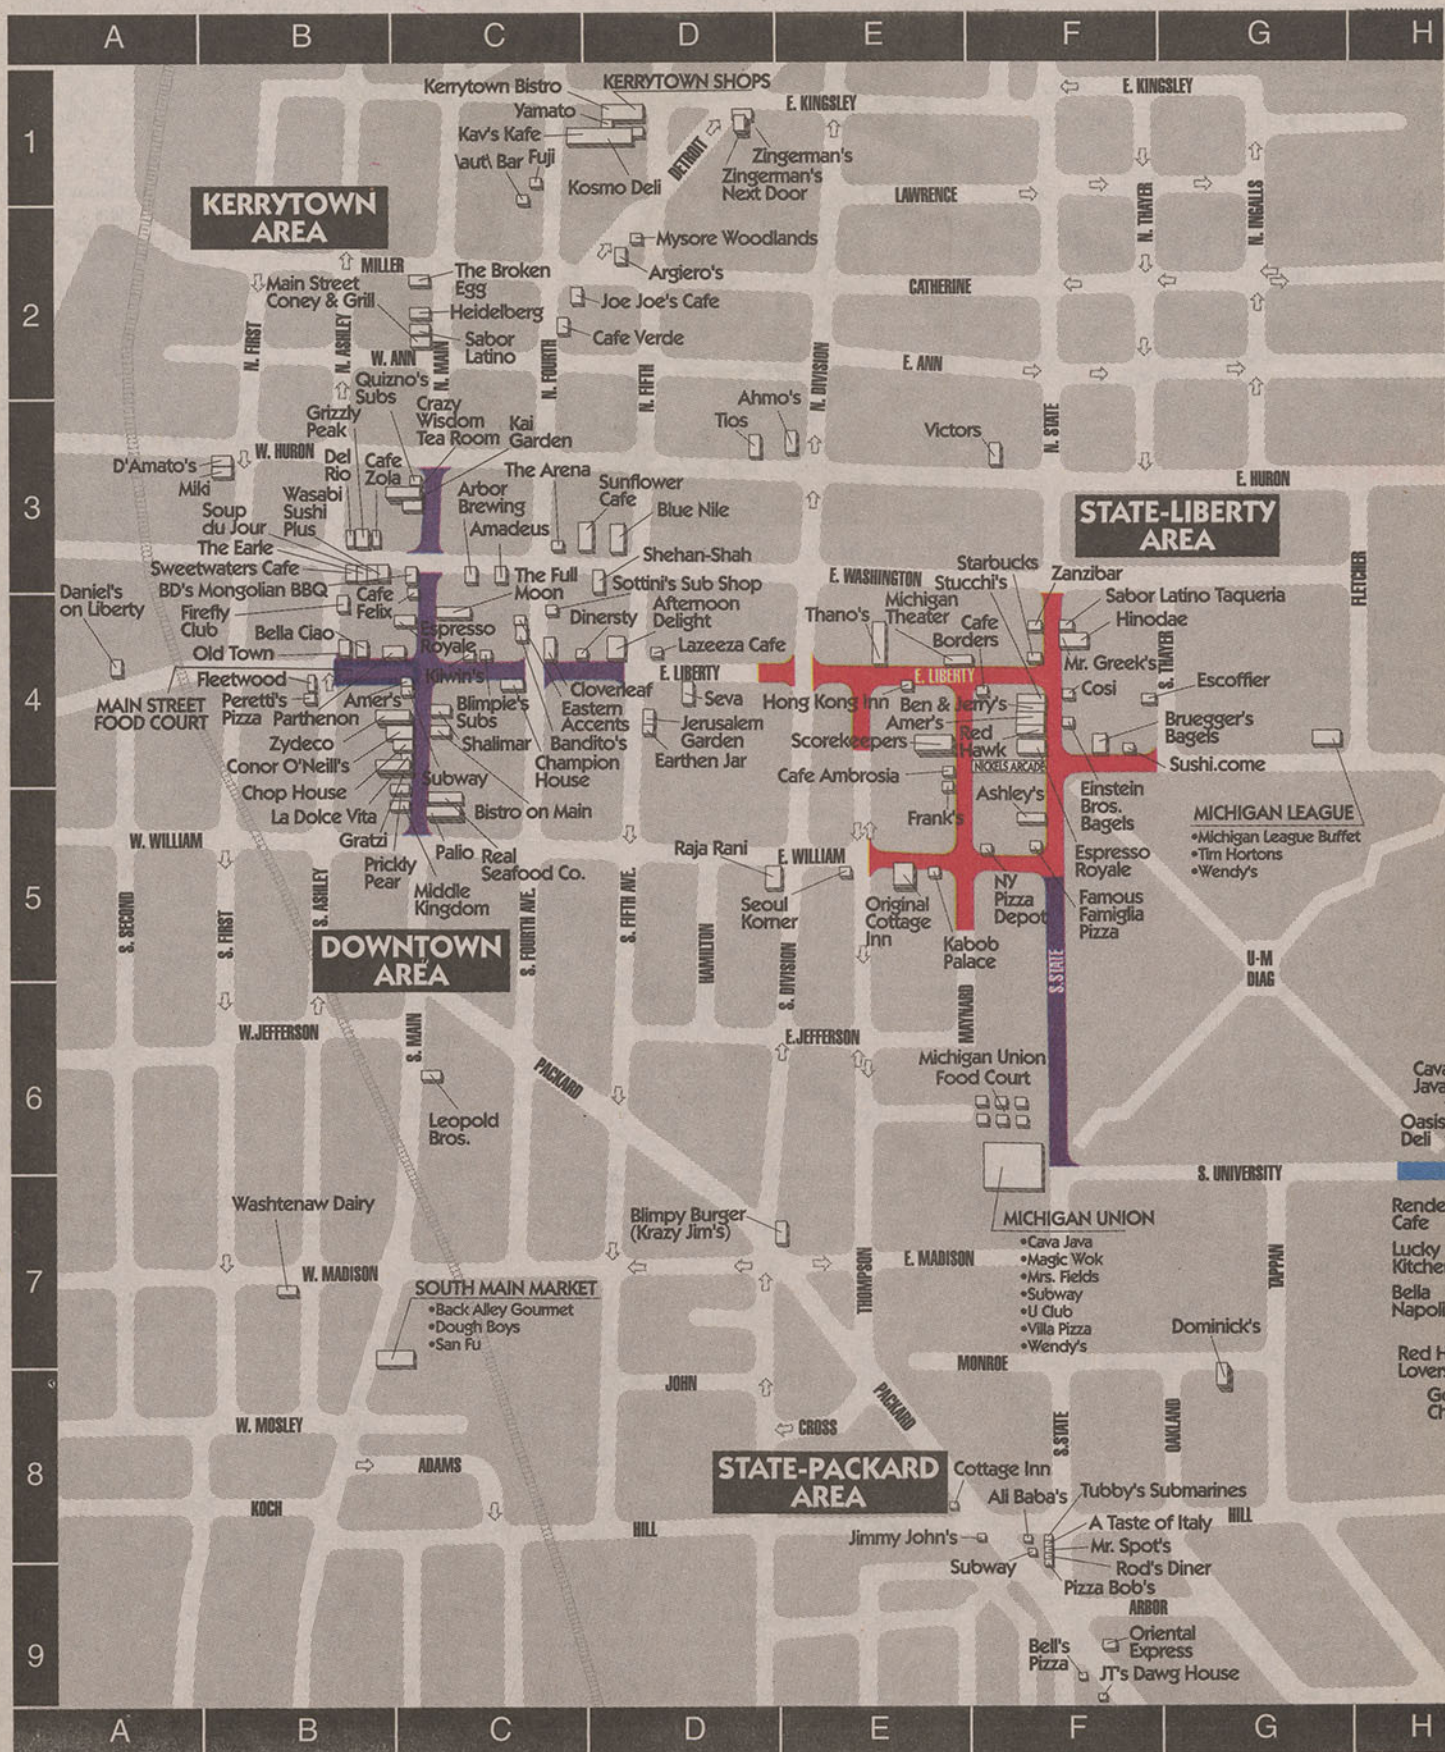 A B C D E F G H
1
2
3
4
5
6
7
8
9
Kerrytown Bistro
KERRYTOWN SHOPS
Yamato
Kav's Kafe
\aut\ Bar
Fuji
Kosmo Deli
DETROIT
Zingerman's
Zingerman's
Next Door
E. KINGSLEY
E. KINGSLEY
LAWRENCE
N. THAYER
N. INGALLS
KERRYTOWN
AREA
MILLER
Mysore Woodlands
Argiero's
The Broken
Egg
Main Street
Coney & Grill
Joe Joe's Cafe
Heidelberg
Cafe Verde
Sabor
Latino
CATHERINE
N. FIRST
N. ASHLEY
W. ANN
N. MAIN
N. FOURTH
N. FIFTH
N. DIVISION
E. ANN
N. STATE
Quizno's
Subs
Grizzly
Peak
Crazy
Wisdom
Tea Room
Kai
Garden
Ahmo's
Tios
Victors
D'Amato's
Miki
W. HURON
Del
Rio
Cafe
Zola
The Arena
E. HURON
Soup
du Jour
Wasabi
Sushi
Plus
Arbor
Brewing
Amadeus
Sunflower
Cafe
Blue Nile
STATE-LIBERTY
AREA
The Earle
Sweetwaters Cafe
BD's Mongolian BBQ
Shehan-Shah
The Full
Moon
Sottini's Sub Shop
E. WASHINGTON
Starbucks
Stucchi's
Zanzibar
FLETCHER
Daniel's
on Liberty
Firefly
Club
Cafe
Felix
Afternoon
Delight
Dinersty
Thano's
Michigan
Theater
Cafe
Borders
Sabor Latino Taqueria
Hinodae
Bella Ciao
Old Town
Espresso
Royale
Lazeeza Cafe
Mr. Greek's
S. THAYER
Fleetwood
Kilwin's
E. LIBERTY
E. LIBERTY
MAIN STREET
FOOD COURT
Peretti's
Pizza
Amer's
Parthenon
Blimpie's
Subs
Cloverleaf
Eastern
Accents
Seva
Hong Kong Inn
Ben & Jerry's
Amer's
Cosi
Escoffier
Zydeco
Shalimar
Bandito's
Jerusalem
Garden
Scorekeepers
Red
Hawk
Bruegger's
Bagels
Conor O'Neill's
Champion
House
Earthen Jar
NICKELS ARCADE
Sushi.come
Chop House
Subway
Cafe Ambrosia
Ashley's
Einstein
Bros.
Bagels
La Dolce Vita
Bistro on Main
Frank's
MICHIGAN LEAGUE
•Michigan League Buffet
•Tim Hortons
•Wendy's
W. WILLIAM
Gratzi
Prickly
Pear
Palio
Real
Seafood Co.
Middle
Kingdom
Raja Rani
E. WILLIAM
Seoul
Korner
Original
Cottage
Inn
Kabob
Palace
NY
Pizza
Depot
Espresso
Royale
Famous
Famiglia
Pizza
S. SECOND
S. FIRST
S. ASHLEY
S. FOURTH AVE.
S. FIFTH AVE.
HAMILTON
S. DIVISION
S.STATE
U-M
DIAG
DOWNTOWN
AREA
W.JEFFERSON
S. MAIN
PACKARD
E.JEFFERSON
MAYNARD
Michigan Union
Food Court
Leopold
Bros.
Cava
Java
Oasis
Deli
S. UNIVERSITY
Washtenaw Dairy
Blimpy Burger
(Krazy Jim's)
MICHIGAN UNION
•Cava Java
•Magic Wok
•Mrs. Fields
•Subway
•U Club
•Villa Pizza
•Wendy's
W. MADISON
E. MADISON
THOMPSON
TAPPAN
SOUTH MAIN MARKET
•Back Alley Gourmet
•Dough Boys
•San Fu
Cafe
Lucky
Bella
Dominick's
MONROE
Red H
JOHN
PACKARD
CROSS
S.STATE
OAKLAND
W. MOSLEY
ADAMS
KOCH
HILL
HILL
STATE-PACKARD
AREA
Cottage Inn
Ali Baba's
Tubby's Submarines
A Taste of Italy
Jimmy John's
Mr. Spot's
Subway
Rod's Diner
Pizza Bob's
ARBOR
Oriental
Express
Bell's
Pizza
JT's Dawg House
A B C D E F G H